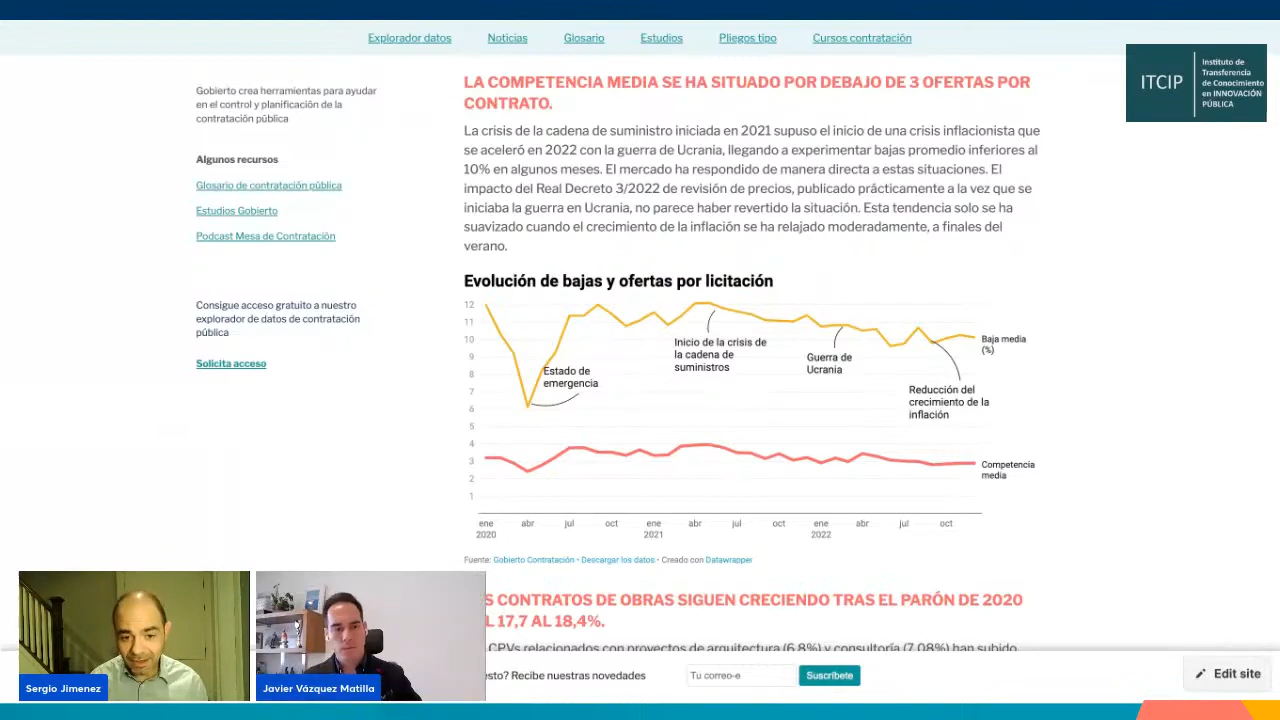 Explorador datos
Noticias
Glosario
Estudios
Pliegos tipo
Cursos contratación
ITCIP
Instituto de
Transferencia
de Conocimiento
en INNOVACIÓN
PÚBLICA
Gobierto crea herramientas para ayudar
en el control y planificación de la
contratación pública
Algunos recursos
Glosario de contratación pública
Estudios Gobierto
Podcast Mesa de Contratación
Consigue acceso gratuito a nuestro
explorador de datos de contratación
pública
Solicita acceso
LA COMPETENCIA MEDIA SE HA SITUADO POR DEBAJO DE 3 OFERTAS POR
CONTRATO.
La crisis de la cadena de suministro iniciada en 2021 supuso el inicio de una crisis inflacionista que
se aceleró en 2022 con la guerra de Ucrania, llegando a experimentar bajas promedio inferiores al
10% en algunos meses. El mercado ha respondido de manera directa a estas situaciones. El
impacto del Real Decreto 3/2022 de revisión de precios, publicado prácticamente a la vez que se
iniciaba la guerra en Ucrania, no parece haber revertido la situación. Esta tendencia solo se ha
suavizado cuando el crecimiento de la inflación se ha relajado moderadamente, a finales del
verano.
Evolución de bajas y ofertas por licitación
12
11
10
9
8
7
6
5
4
3
2
1
Estado de
emergencia
Inicio de la crisis de
la cadena de
suministros
Guerra de
Ucrania
Reducción del
crecimiento de la
inflación
Baja media
(%)
Competencia
media
ene
2020
abr
jul
oct
ene
2021
abr
jul
oct
ene
2022
abr
jul
oct
Fuente: Gobierto Contratación • Descargar los datos • Creado con Datawrapper
S CONTRATOS DE OBRAS SIGUEN CRECIENDO TRAS EL PARÓN DE 2020
L 17,7 AL 18,4%.
CPVs relacionados con proyectos de arquitectura (6,8%) y consultoría (7,08%) han subido
esto? Recibe nuestras novedades
Tu correo-e
Suscríbete
Edit site
Sergio Jimenez
Javier Vázquez Matilla